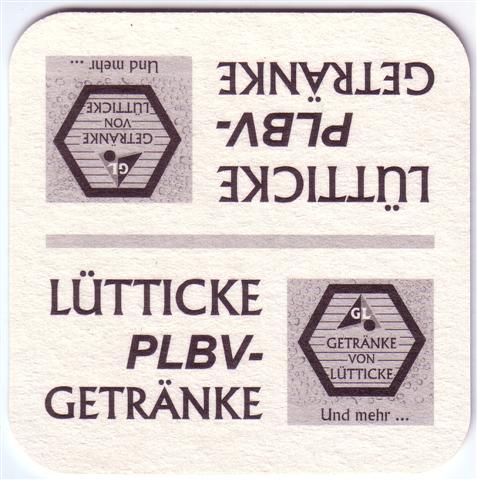 Und mehr ...
GL
GETRÄNKE
VON
LÜTTICKE
LÜTTICKE
PLBV-
GETRÄNKE
LÜTTICKE
PLBV-
GETRÄNKE
GL
GETRÄNKE
VON
LÜTTICKE
Und mehr ...